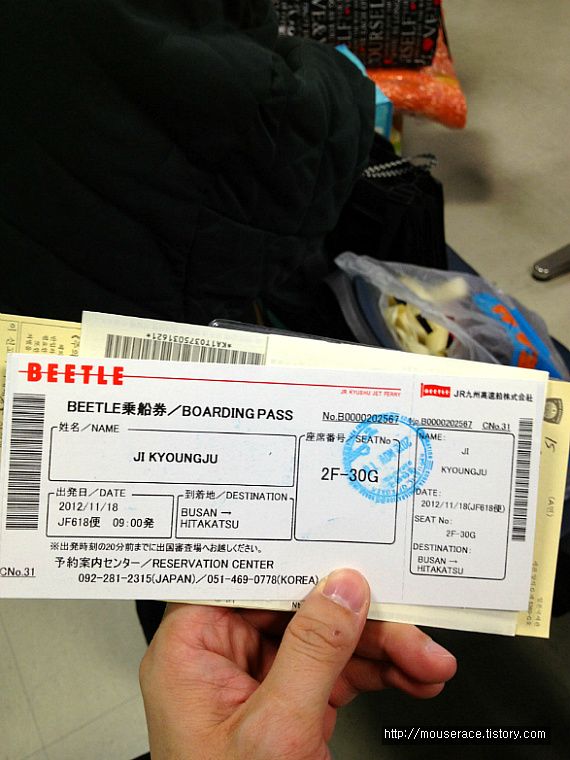 YOURSELF
*KA1T0375031621*
BEETLE
JR KYUSHU JET FERRY
BEETLE乗船券／BOARDING PASS
No.B0000202567
姓名／NAME
JI KYOUNGJU
座席番号／SEATNo
2F-30G
出発日／DATE
2012/11/18
JF618便 09:00発
到着地／DESTINATION
BUSAN →
HITAKATSU
※出発時刻の20分前までに出国審査場へお越しください。
予約案内センター／RESERVATION CENTER
092-281-2315(JAPAN)／051-469-0778(KOREA)
CNo.31
BEETLE
JR九州高速船株式会社
No.B0000202567
CNo.31
NAME:
JI
KYOUNGJU
DATE:
2012/11/18(JF618便)
SEAT No:
2F-30G
DESTINATION:
BUSAN →
HITAKATSU
http://mouserace.tistory.com